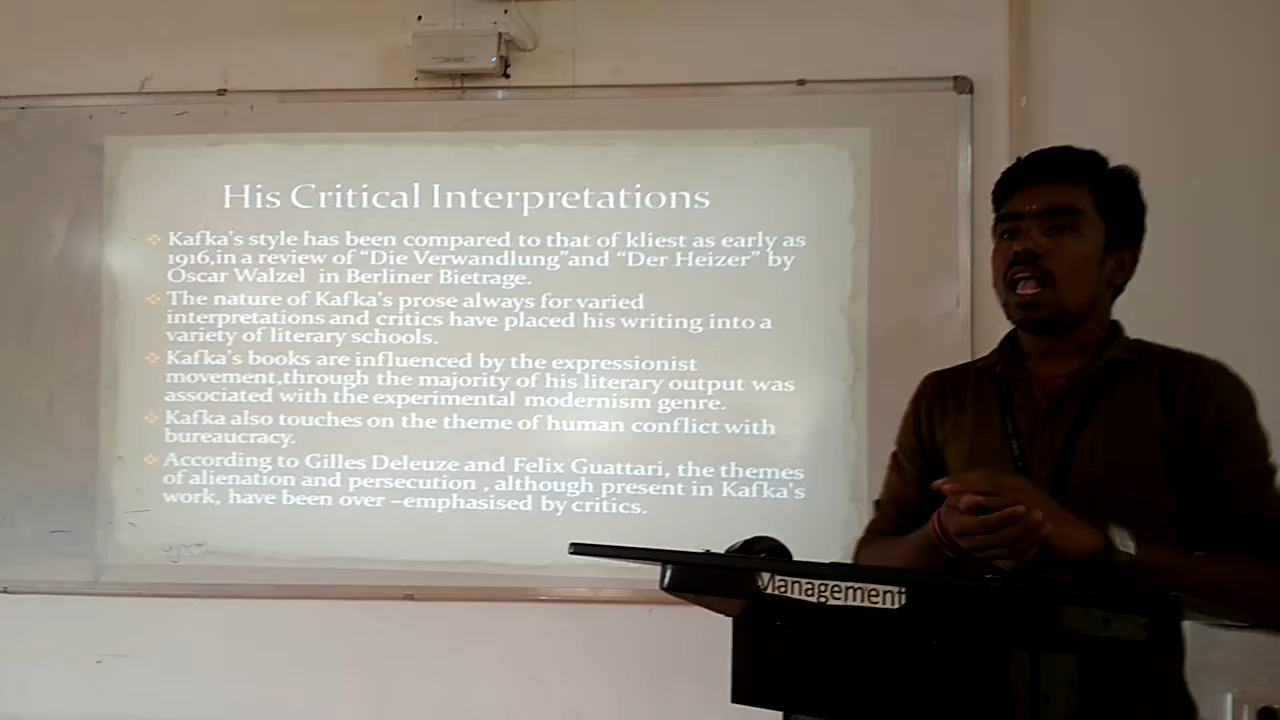 His Critical Interpretations
Kafka's style has been compared to that of kliest as early as
1916,in a review of "Die Verwandlung"and "Der Heizer" by
Oscar Walzel in Berliner Bietrage.
The nature of Kafka's prose always for varied
interpretations and critics have placed his writing into a
variety of literary schools.
Kafka's books are influenced by the expressionist
movement,through the majority of his literary output was
associated with the experimental modernism genre.
Kafka also touches on the theme of human conflict with
bureaucracy.
According to Gilles Deleuze and Felix Guattari, the themes
of alienation and persecution , although present in Kafka's
work, have been over –emphasised by critics.
Management